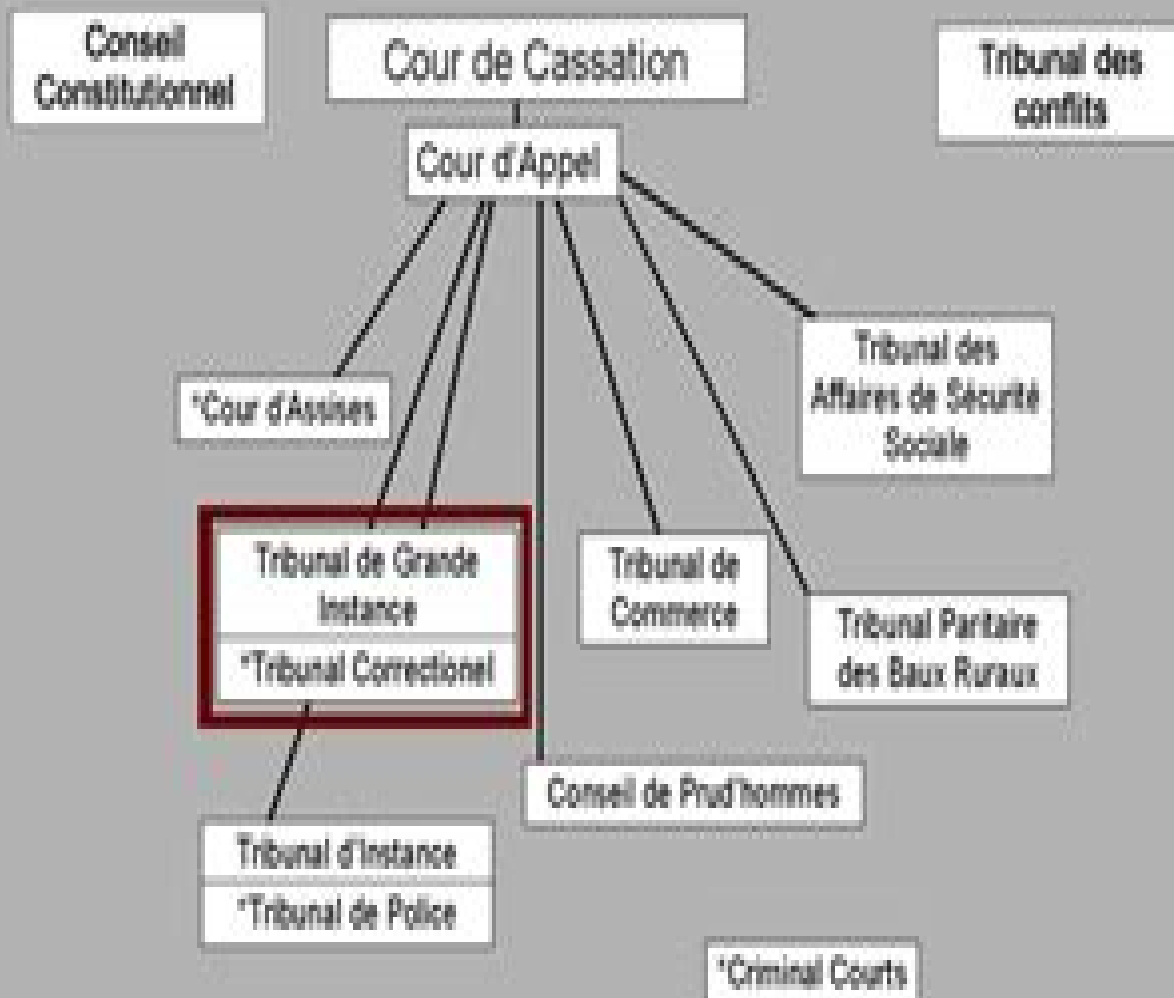 Conseil
Constitutionnel
Cour de Cassation
Tribunal des
conflits
Cour d'Appel
Tribunal des
Affaires de Sécurité
Sociale
*Cour d'Assises
Tribunal de Grande
Instance
*Tribunal Correctionel
Tribunal de
Commerce
Tribunal Paritaire
des Baux Ruraux
Conseil de Prud'hommes
Tribunal d'Instance
*Tribunal de Police
*Criminal Courts